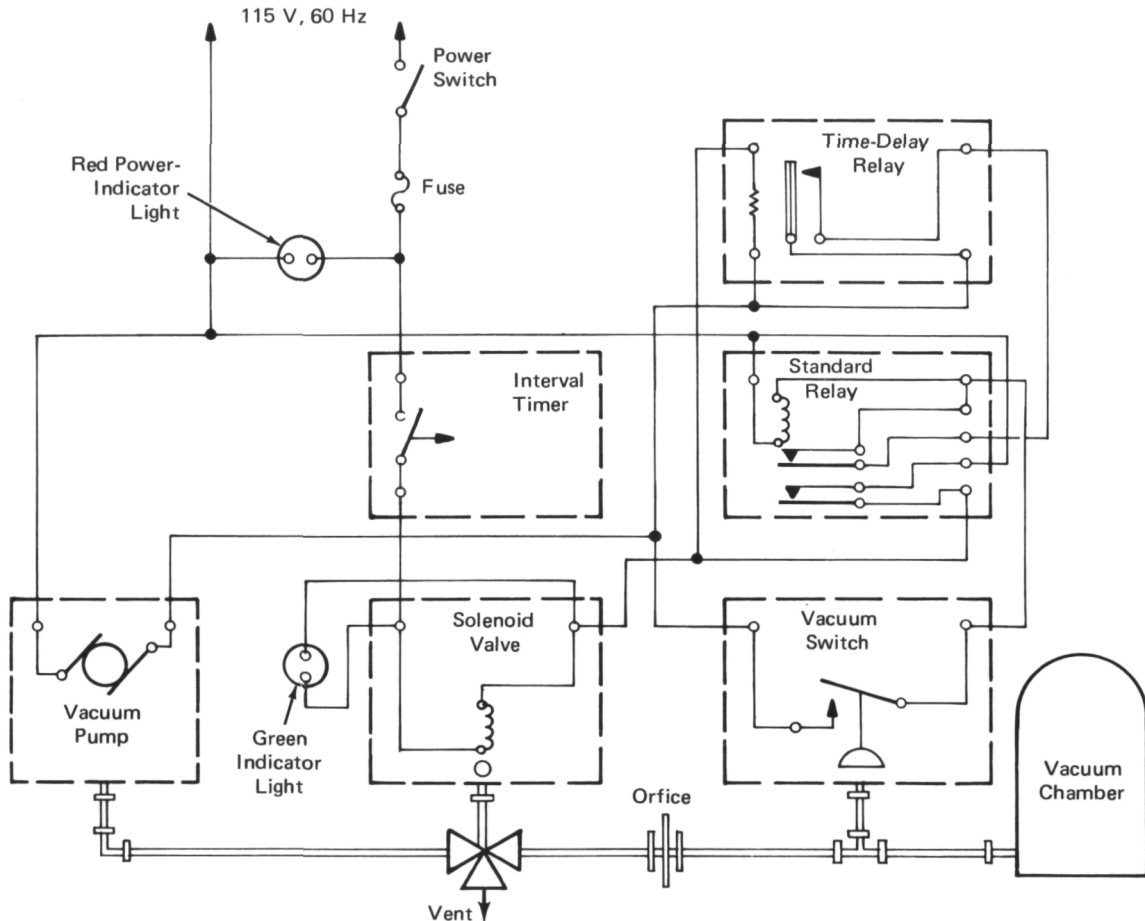 115 V, 60 Hz
Power
Switch
Time-Delay
Relay
Red Power-
Indicator
Light
Fuse
Interval
Timer
Standard
Relay
Solenoid
Valve
Vacuum
Switch
Vacuum
Pump
Green
Indicator
Light
Orfice
Vacuum
Chamber
Vent